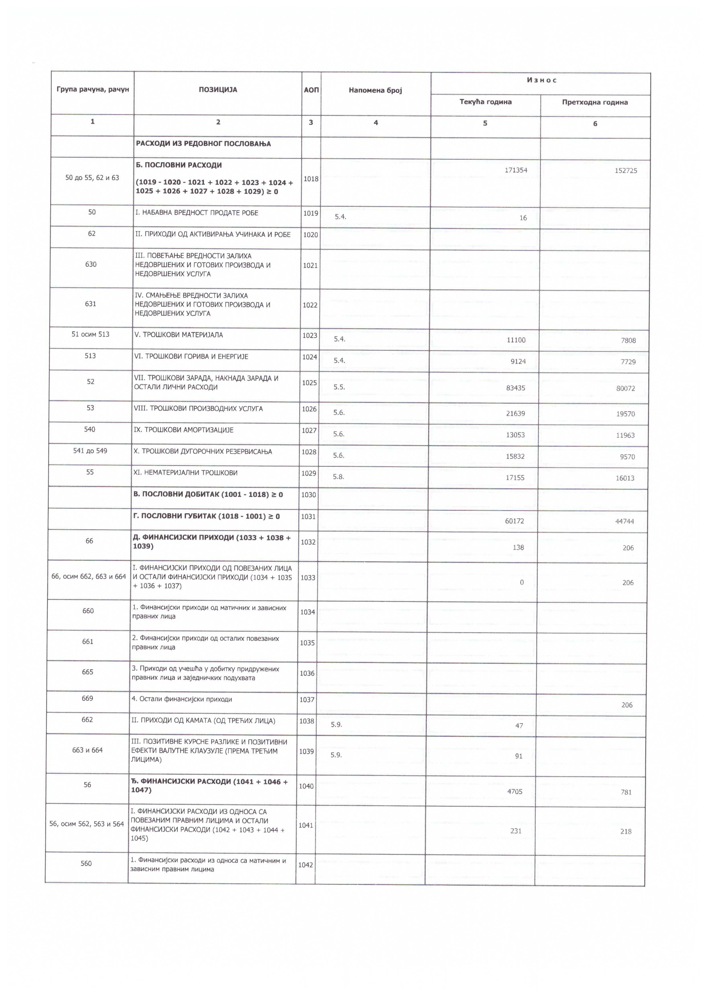 Група рачуна, рачун ПОЗИЦИЈА АОП Напомена број И з н о с
Текућа година Претходна година
1 2 3 4 5 6
РАСХОДИ ИЗ РЕДОВНОГ ПОСЛОВАЊА
Б. ПОСЛОВНИ РАСХОДИ
50 до 55, 62 и 63 1018 171354 152725
(1019 - 1020 - 1021 + 1022 + 1023 + 1024 +
1025 + 1026 + 1027 + 1028 + 1029) ≥ 0
50 I. НАБАВНА ВРЕДНОСТ ПРОДАТЕ РОБЕ 1019 5.4. 16
62 II. ПРИХОДИ ОД АКТИВИРАЊА УЧИНАКА И РОБЕ 1020
III. ПОВЕЋАЊЕ ВРЕДНОСТИ ЗАЛИХА
630 НЕДОВРШЕНИХ И ГОТОВИХ ПРОИЗВОДА И 1021
НЕДОВРШЕНИХ УСЛУГА
IV. СМАЊЕЊЕ ВРЕДНОСТИ ЗАЛИХА
631 НЕДОВРШЕНИХ И ГОТОВИХ ПРОИЗВОДА И 1022
НЕДОВРШЕНИХ УСЛУГА
51 осим 513 V. ТРОШКОВИ МАТЕРИЈАЛА 1023 5.4. 11100 7808
513 VI. ТРОШКОВИ ГОРИВА И ЕНЕРГИЈЕ 1024 5.4. 9124 7729
52 VII. ТРОШКОВИ ЗАРАДА, НАКНАДА ЗАРАДА И 1025 5.5. 83435 80072
ОСТАЛИ ЛИЧНИ РАСХОДИ
53 VIII. ТРОШКОВИ ПРОИЗВОДНИХ УСЛУГА 1026 5.6. 21639 19570
540 IX. ТРОШКОВИ АМОРТИЗАЦИЈЕ 1027 5.6. 13053 11963
541 до 549 X. ТРОШКОВИ ДУГОРОЧНИХ РЕЗЕРВИСАЊА 1028 5.6. 15832 9570
55 XI. НЕМАТЕРИЈАЛНИ ТРОШКОВИ 1029 5.8. 17155 16013
В. ПОСЛОВНИ ДОБИТАК (1001 - 1018) ≥ 0 1030
Г. ПОСЛОВНИ ГУБИТАК (1018 - 1001) ≥ 0 1031 60172 44744
66 Д. ФИНАНСИЈСКИ ПРИХОДИ (1033 + 1038 + 1032 138 206
1039)
I. ФИНАНСИЈСКИ ПРИХОДИ ОД ПОВЕЗАНИХ ЛИЦА
66, осим 662, 663 и 664 И ОСТАЛИ ФИНАНСИЈСКИ ПРИХОДИ (1034 + 1035 1033 0 206
+ 1036 + 1037)
660 1. Финансијски приходи од матичних и зависних 1034
правних лица
661 2. Финансијски приходи од осталих повезаних 1035
правних лица
665 3. Приходи од учешћа у добитку придружених 1036
правних лица и заједничких подухвата
669 4. Остали финансијски приходи 1037 206
662 II. ПРИХОДИ ОД КАМАТА (ОД ТРЕЋИХ ЛИЦА) 1038 5.9. 47
III. ПОЗИТИВНЕ КУРСНЕ РАЗЛИКЕ И ПОЗИТИВНИ
663 и 664 ЕФЕКТИ ВАЛУТНЕ КЛАУЗУЛЕ (ПРЕМА ТРЕЋИМ 1039 5.9. 91
ЛИЦИМА)
56 Ђ. ФИНАНСИЈСКИ РАСХОДИ (1041 + 1046 + 1040 4705 781
1047)
I. ФИНАНСИЈСКИ РАСХОДИ ИЗ ОДНОСА СА
56, осим 562, 563 и 564 ПОВЕЗАНИМ ПРАВНИМ ЛИЦИМА И ОСТАЛИ 1041 231 218
ФИНАНСИЈСКИ РАСХОДИ (1042 + 1043 + 1044 +
1045)
560 1. Финансијски расходи из односа са матичним и 1042
зависним правним лицима